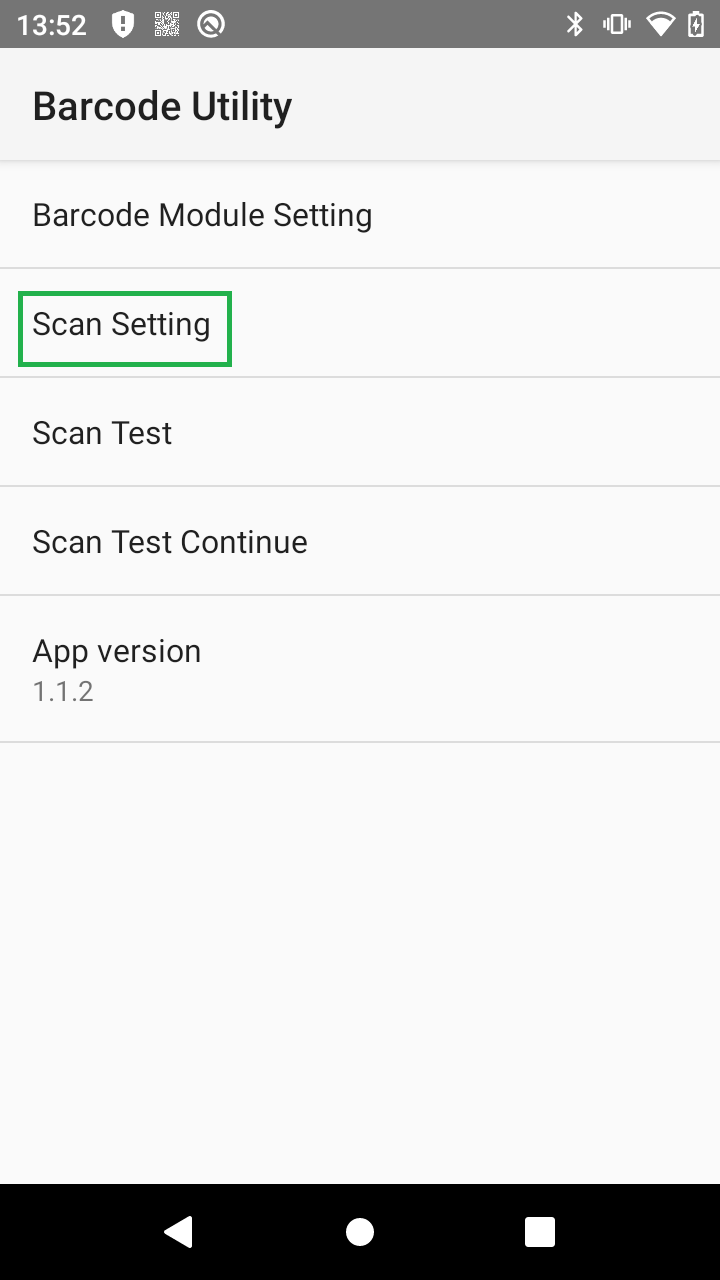 13:52
Barcode Utility
Barcode Module Setting
Scan Setting
Scan Test
Scan Test Continue
App version
1.1.2